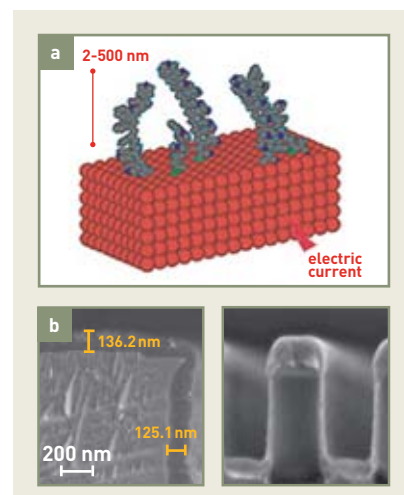 a
2-500 nm
electric
current
b
136.2 nm
125.1 nm
200 nm